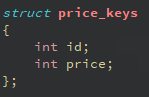 struct price_keys
{
    int id;
    int price;
};